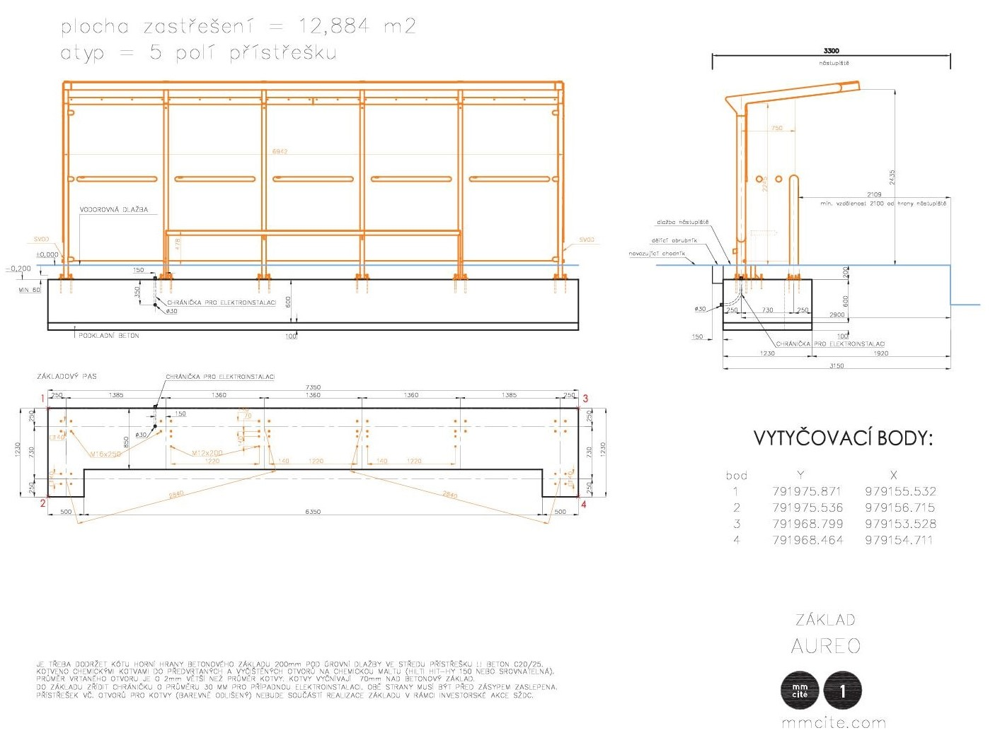 plocha zastřešení = 12,884 m2
atyp = 5 polí přístřešku
3300
nástupiště
6942
750
2435
2245
2109
min. vzdálenost 2100 od hrany nástupiště
VODOROVNÁ DLAŽBA
dlažba nástupiště
dělící obrubník
navazující chodník
SVOD
SVOD
±0,000
-0,200
MIN 60
478
150
350
CHRÁNIČKA PRO ELEKTROINSTALACI
ø30
600
100
PODKLADNÍ BETON
200
600
ø30
250
730
250
2900
100
150
CHRÁNIČKA PRO ELEKTROINSTALACI
1230
1920
3150
ZÁKLADOVÝ PAS
CHRÁNIČKA PRO ELEKTROINSTALACI
7350
250
1385
1360
1360
1360
1385
250
1
3
250
730
250
1230
150
ø30
850
70
140
M16x250
M12x200
1220
140
1220
140
1220
250
730
250
1230
2840
2840
2
4
500
6350
500
VYTYČOVACÍ BODY:
bod Y X
1 791975.871 979155.532
2 791975.536 979156.715
3 791968.799 979153.528
4 791968.464 979154.711
ZÁKLAD
AUREO
mm
cité
1
mmcite.com
JE TŘEBA DODRŽET KÓTU HORNÍ HRANY BETONOVÉHO ZÁKLADU 200mm POD ÚROVNÍ DLAŽBY VE STŘEDU PŘÍSTŘEŠKU !! BETON C20/25.
KOTVENO CHEMICKÝMI KOTVAMI DO PŘEDVRTANÝCH A VYČIŠTĚNÝCH OTVORŮ NA CHEMICKOU MALTU (HILTI HIT-HY 150 NEBO SROVNATELNÁ).
PRŮMĚR VRTANÉHO OTVORU JE O 2mm VĚTŠÍ NEŽ PRŮMĚR KOTVY. KOTVY VYČNÍVAJÍ 70mm NAD BETONOVÝ ZÁKLAD.
DO ZÁKLADU ZŘÍDIT CHRÁNIČKU O PRŮMĚRU 30 MM PRO PŘÍPADNOU ELEKTROINSTALACI. OBĚ STRANY MUSÍ BÝT PŘED ZÁSYPEM ZASLEPENA.
PŘÍSTŘEŠEK VČ. OTVORŮ PRO KOTVY (BAREVNĚ ODLIŠENÝ) NEBUDE SOUČÁSTÍ REALIZACE ZÁKLADU V RÁMCI INVESTORSKÉ AKCE SŽDC.